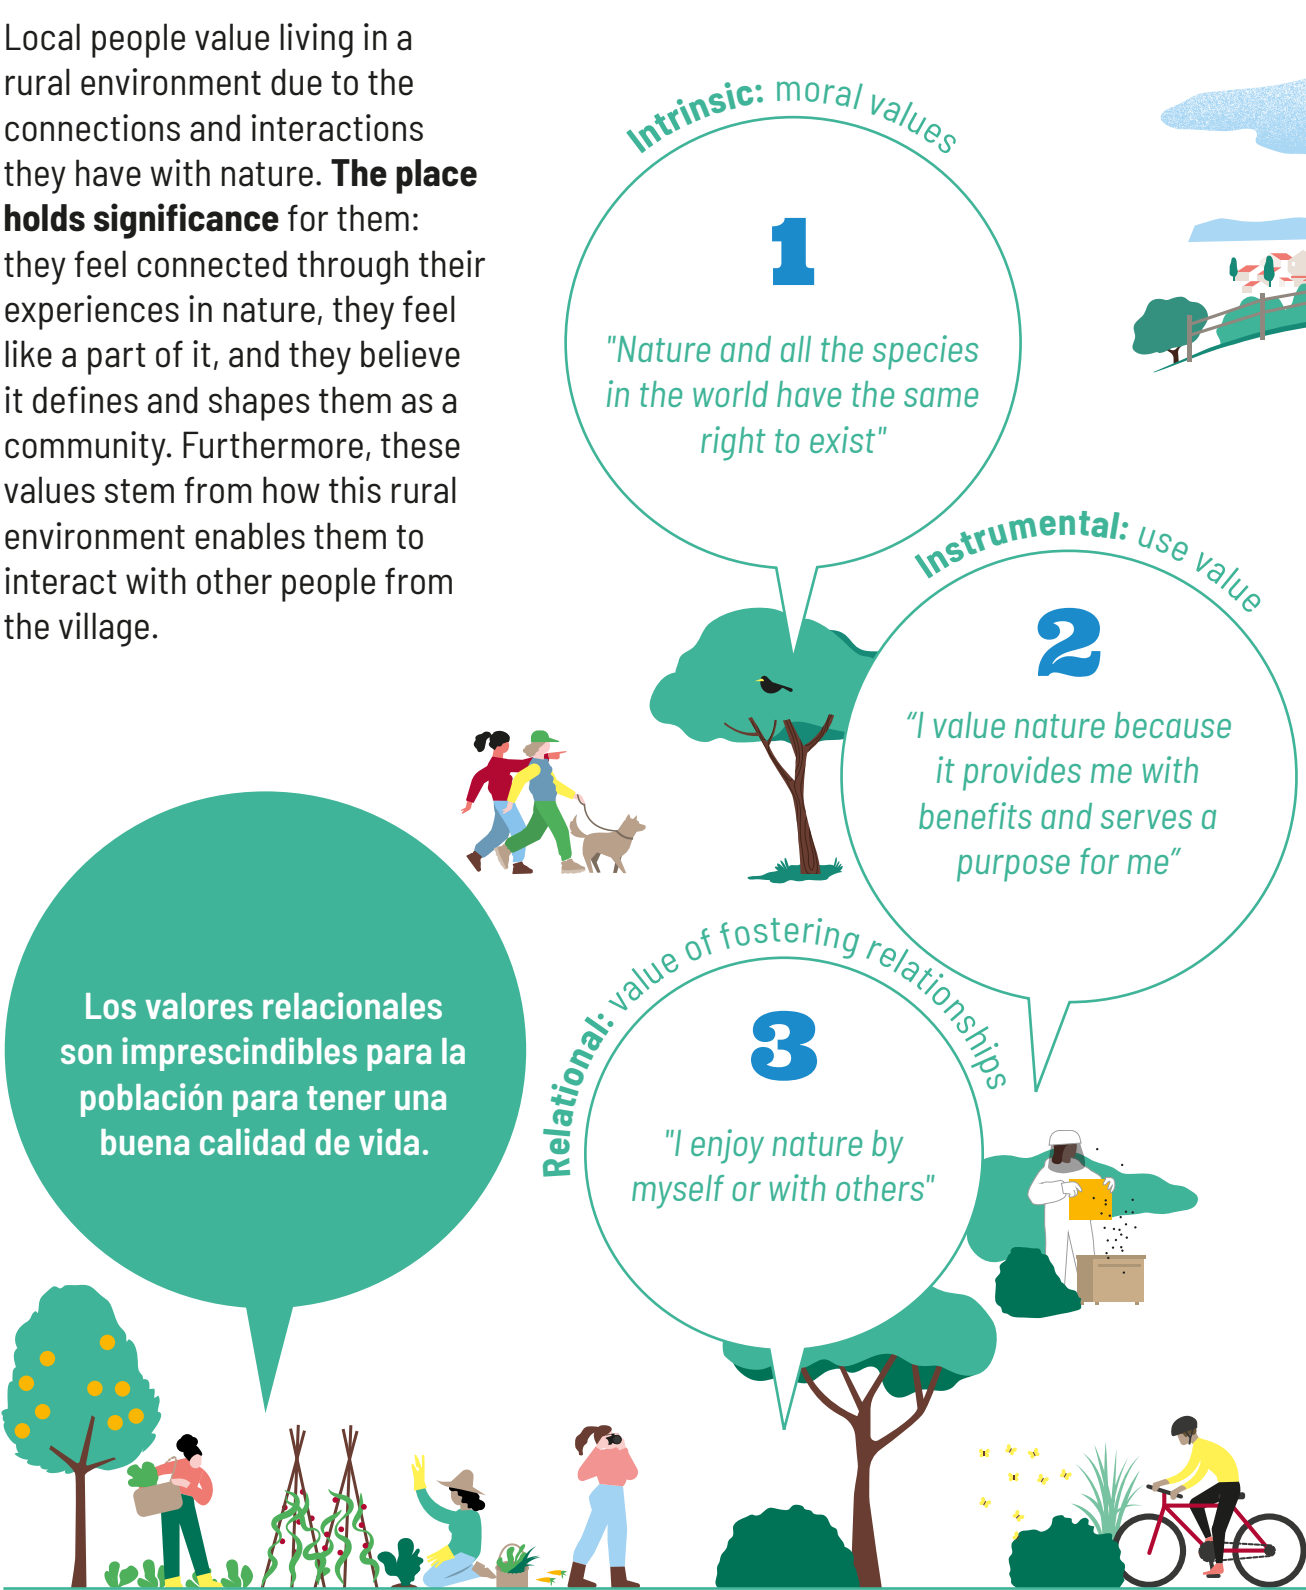 Local people value living in a
rural environment due to the
connections and interactions
they have with nature. The place
holds significance for them:
they feel connected through their
experiences in nature, they feel
like a part of it, and they believe
it defines and shapes them as a
community. Furthermore, these
values stem from how this rural
environment enables them to
interact with other people from
the village.
Intrinsic: moral values
1
"Nature and all the species
in the world have the same
right to exist"
Instrumental: use value
2
“I value nature because
it provides me with
benefits and serves a
purpose for me”
Relational: value of fostering relationships
3
"I enjoy nature by
myself or with others"
Los valores relacionales
son imprescindibles para la
población para tener una
buena calidad de vida.